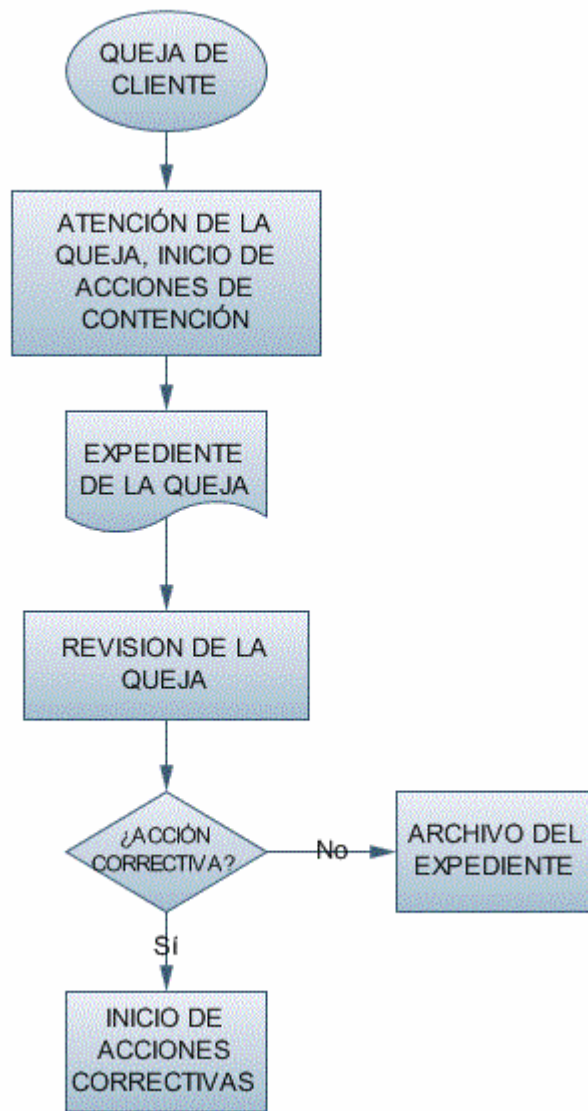 QUEJA DE
CLIENTE
ATENCIÓN DE LA
QUEJA, INICIO DE
ACCIONES DE
CONTENCIÓN
EXPEDIENTE
DE LA QUEJA
REVISION DE LA
QUEJA
¿ACCIÓN
CORRECTIVA?
No
ARCHIVO DEL
EXPEDIENTE
Sí
INICIO DE
ACCIONES
CORRECTIVAS